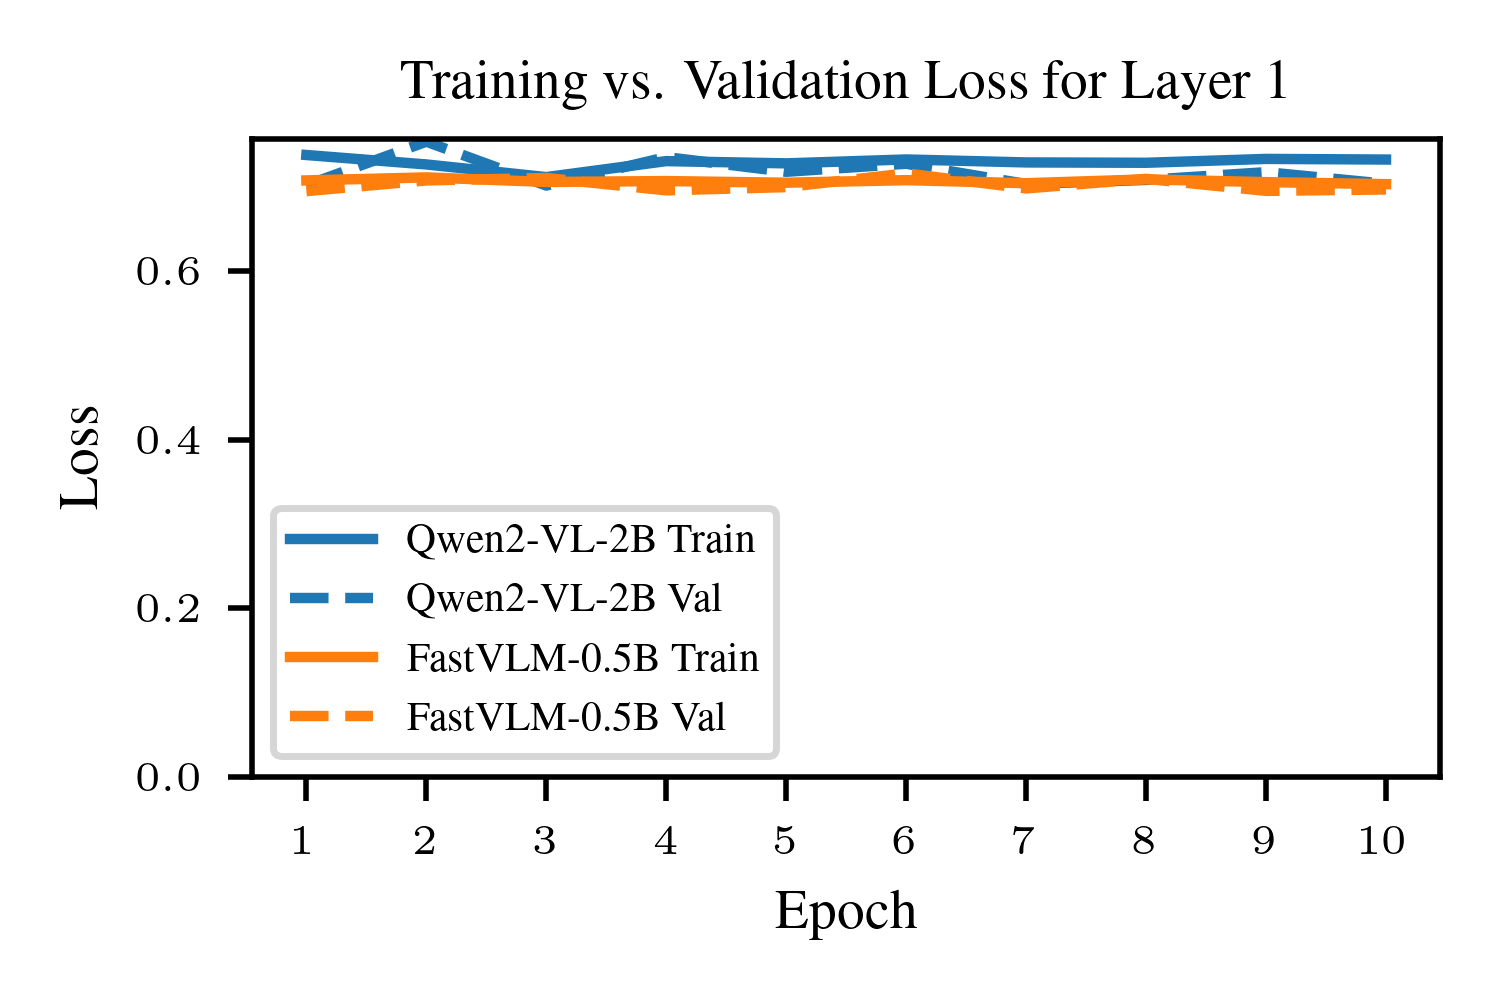 Training vs. Validation Loss for Layer 1
Loss
0.6
0.4
0.2
0.0
Qwen2-VL-2B Train
Qwen2-VL-2B Val
FastVLM-0.5B Train
FastVLM-0.5B Val
1 2 3 4 5 6 7 8 9 10
Epoch